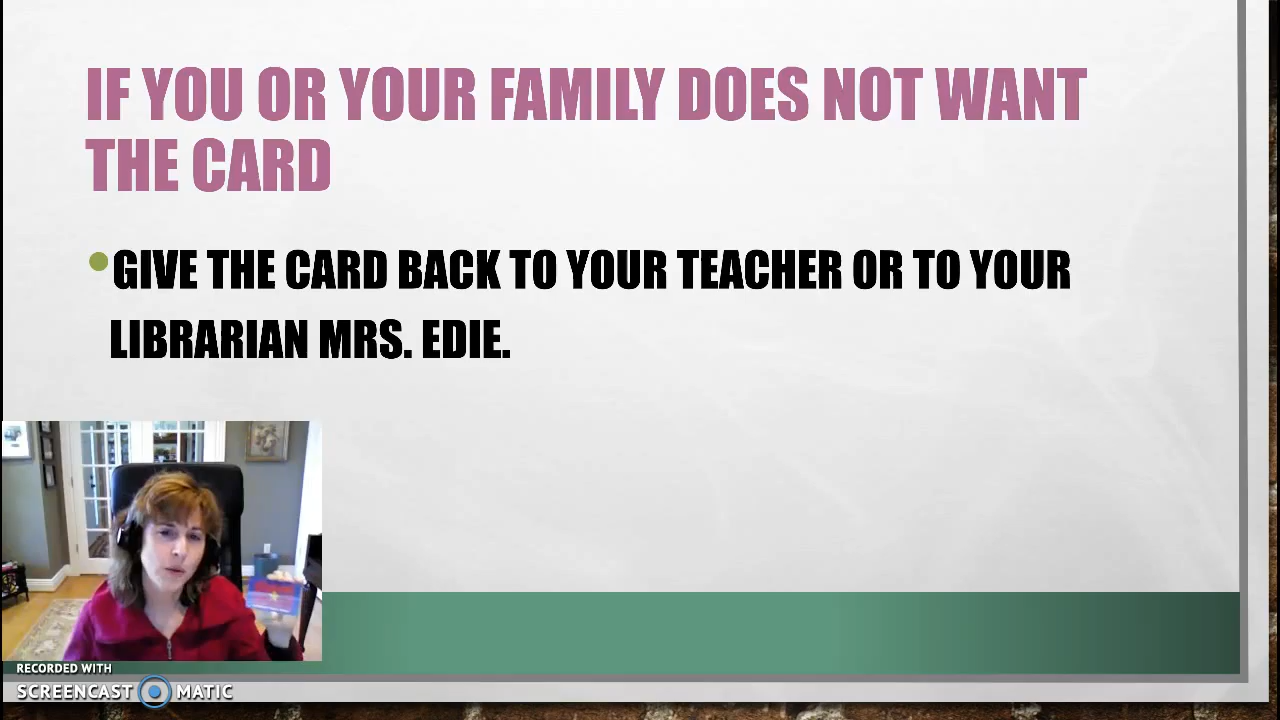 IF YOU OR YOUR FAMILY DOES NOT WANT
THE CARD
•GIVE THE CARD BACK TO YOUR TEACHER OR TO YOUR
LIBRARIAN MRS. EDIE.
RECORDED WITH
SCREENCAST MATIC